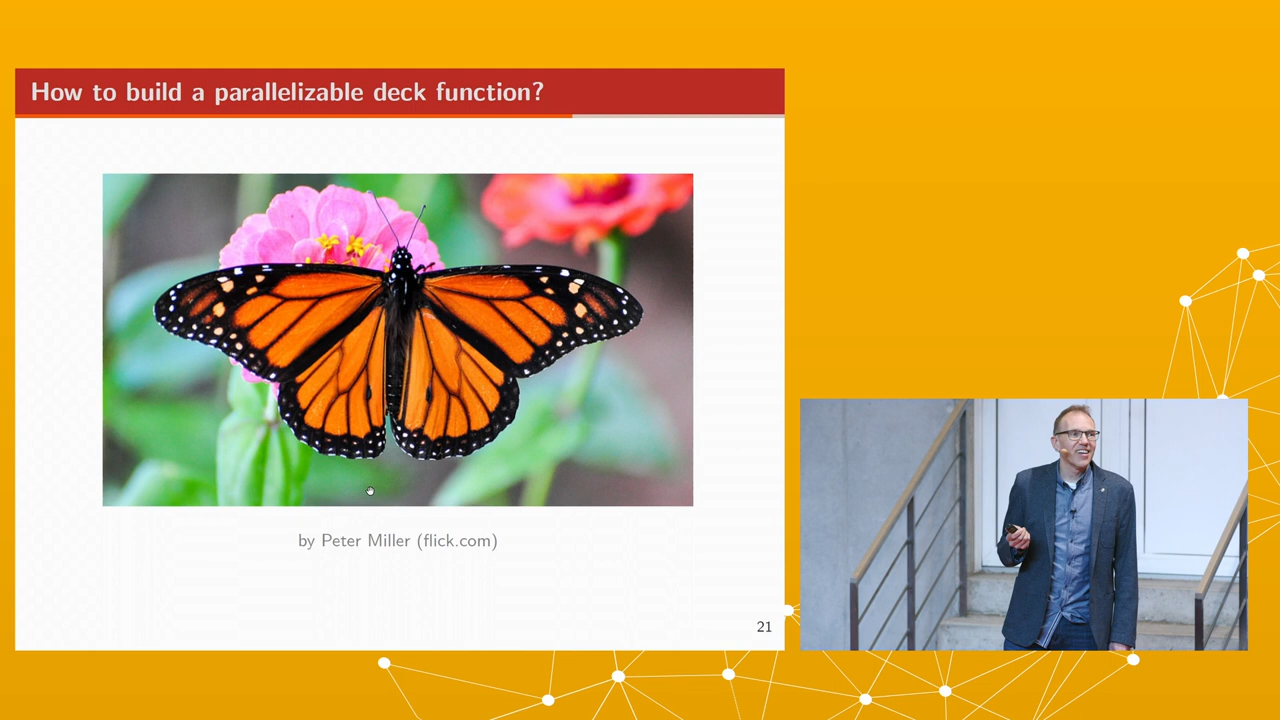 How to build a parallelizable deck function?
by Peter Miller (flick.com)
21